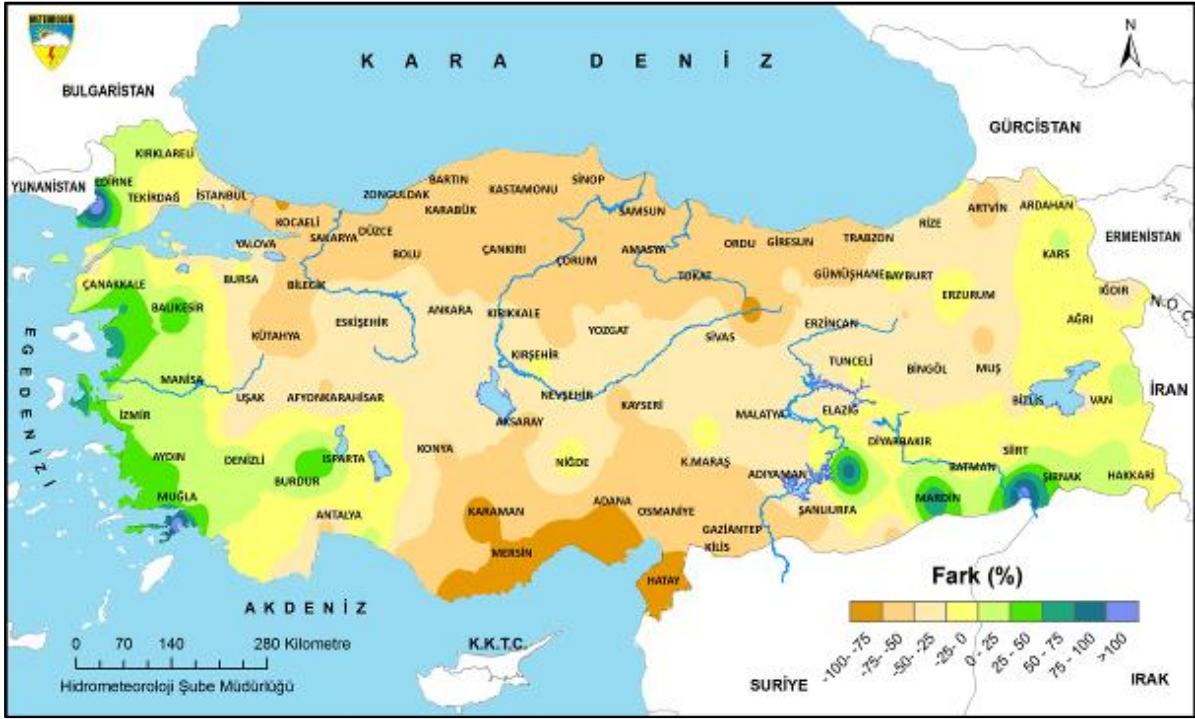 METEOROLOJİ
N
K A R A D E N İ Z
BULGARİSTAN
GÜRCİSTAN
KIRKLARELİ
YUNANİSTAN
EDİRNE
TEKİRDAĞ
İSTANBUL
ZONGULDAK
BARTIN
KASTAMONU
SİNOP
KOCAELİ
KARABÜK
SAMSUN
RİZE
ARTVİN
ARDAHAN
ERMENİSTAN
YALOVA
SAKARYA
DÜZCE
BOLU
ÇANKIRI
ÇORUM
AMASYA
ORDU
GİRESUN
TRABZON
KARS
ÇANAKKALE
BURSA
BİLECİK
TOKAT
GÜMÜŞHANE
BAYBURT
ERZURUM
IĞDIR
N.Ö.C.
BALIKESİR
ESKİŞEHİR
ANKARA
KIRIKKALE
YOZGAT
SİVAS
ERZİNCAN
AĞRI
KÜTAHYA
KIRŞEHİR
TUNCELİ
BİNGÖL
MUŞ
İRAN
EGE DENİZİ
MANİSA
UŞAK
AFYONKARAHİSAR
NEVŞEHİR
KAYSERİ
MALATYA
ELAZIĞ
BİTLİS
VAN
İZMİR
AKSARAY
AYDIN
DENİZLİ
ISPARTA
KONYA
NİĞDE
K.MARAŞ
ADIYAMAN
DİYARBAKIR
BATMAN
SİİRT
ŞIRNAK
HAKKARİ
MUĞLA
BURDUR
ANTALYA
KARAMAN
ADANA
OSMANİYE
GAZİANTEP
KİLİS
ŞANLIURFA
MARDİN
MERSİN
HATAY
Fark (%)
-100- -75
-75- -50
-50- -25
-25- 0
0 - 25
25 - 50
50 - 75
75 - 100
>100
A K D E N İ Z
0 70 140 280 Kilometre
Hidrometeoroloji Şube Müdürlüğü
K.K.T.C.
SURİYE
IRAK